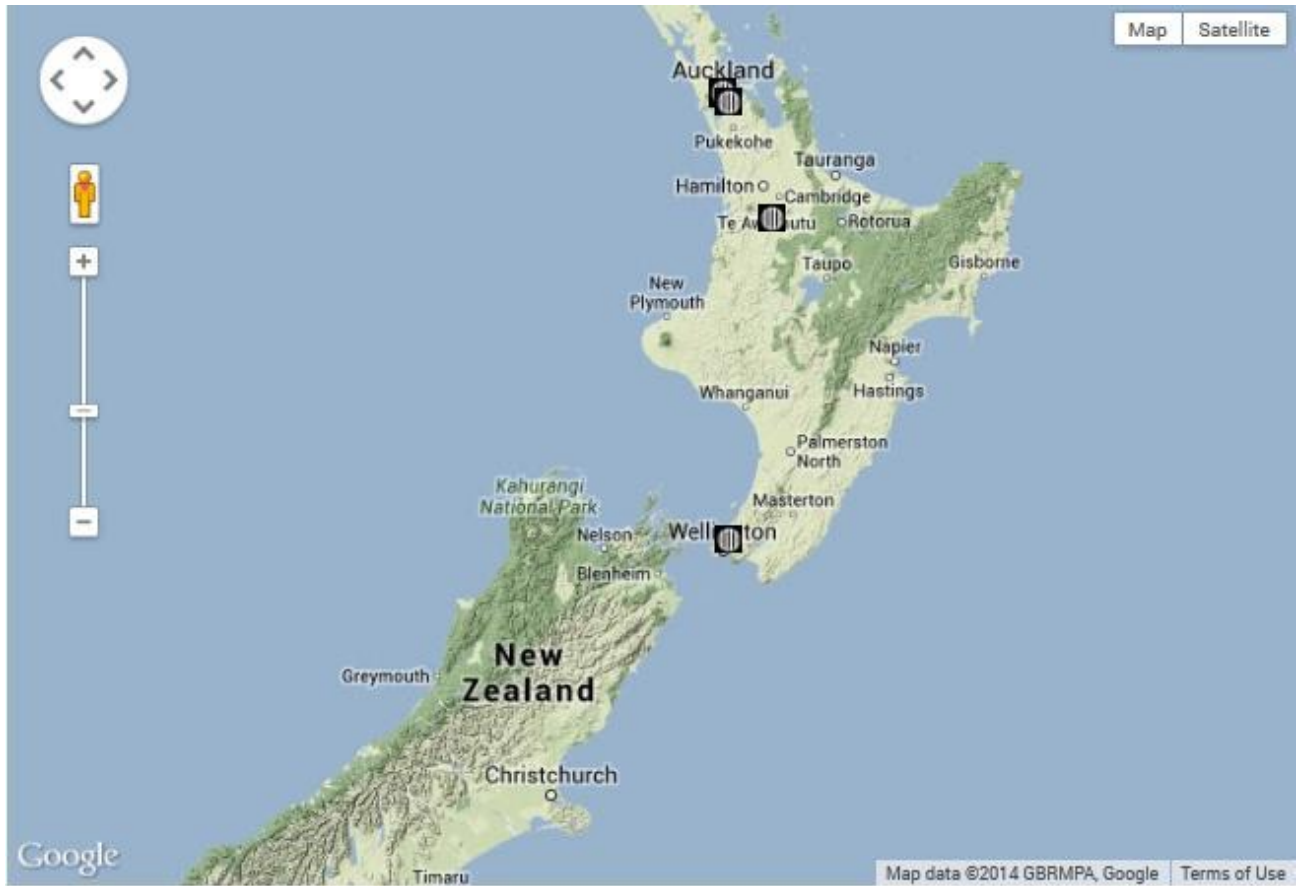 Map
Satellite
Auckland
Pukekohe
Tauranga
Hamilton
Cambridge
Rotorua
Taupo
Gisborne
New
Plymouth
Napier
Hastings
Whanganui
Palmerston
North
Masterton
Kahurangi
National Park
Nelson
Blenheim
New
Zealand
Greymouth
Christchurch
Timaru
Google
Map data ©2014 GBRMPA, Google
Terms of Use